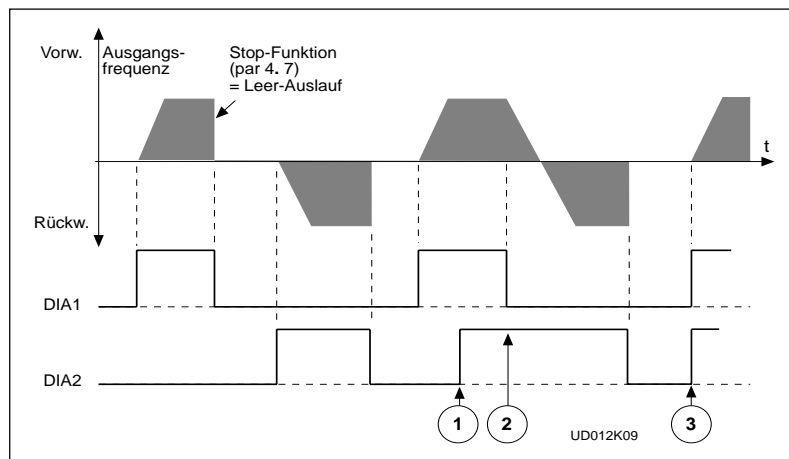 Vorw.
Ausgangs-
frequenz
Stop-Funktion
(par 4. 7)
= Leer-Auslauf
t
Rückw.
DIA1
DIA2
1
2
3
UD012K09